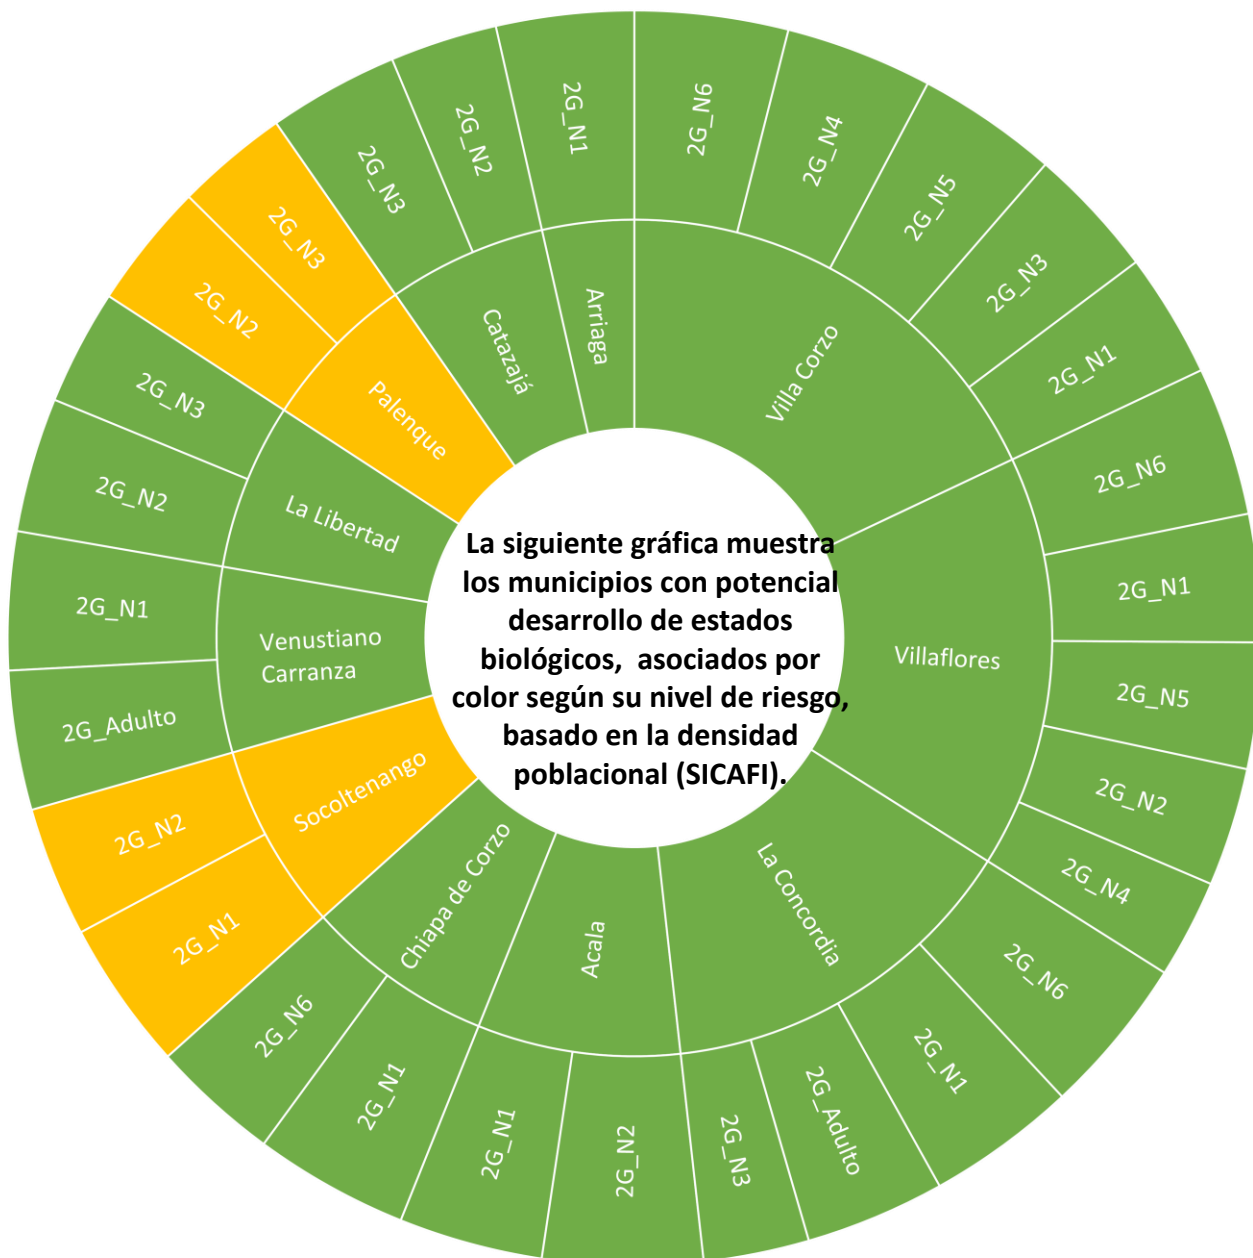 La siguiente gráfica muestra
los municipios con potencial
desarrollo de estados
biológicos, asociados por
color según su nivel de riesgo,
basado en la densidad
poblacional (SICAFI).
Villa Corzo
2G_N6
2G_N4
2G_N5
2G_N3
2G_N1
Villaflores
2G_N6
2G_N1
2G_N5
2G_N2
2G_N4
La Concordia
2G_N6
2G_N1
2G_Adulto
2G_N3
Acala
2G_N2
2G_N1
Chiapa de Corzo
2G_N1
2G_N6
Socoltenango
2G_N1
2G_N2
Venustiano
Carranza
2G_Adulto
2G_N1
La Libertad
2G_N2
2G_N3
Palenque
2G_N2
2G_N3
Catazajá
2G_N3
2G_N2
Arriaga
2G_N1